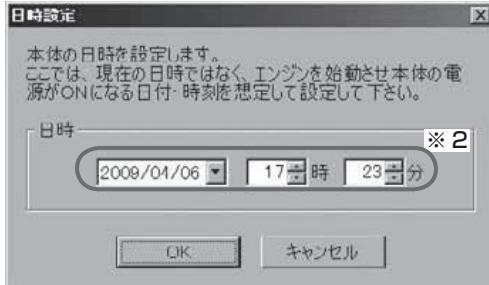 日時設定
本体の日時を設定します。
ここでは、現在の日時ではなく、エンジンを始動させ本体の電
源がONになる日付・時刻を想定して設定して下さい。
日時
※2
2009/04/06 17 時 23 分
OK キャンセル